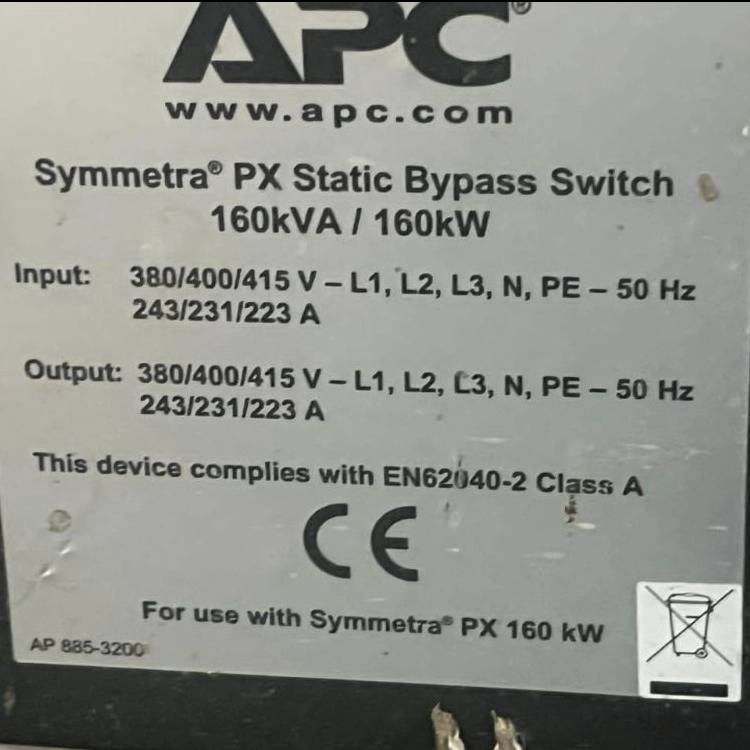 APC®
www.apc.com
Symmetra® PX Static Bypass Switch
160kVA / 160kW
Input: 380/400/415 V – L1, L2, L3, N, PE – 50 Hz
243/231/223 A
Output: 380/400/415 V – L1, L2, L3, N, PE – 50 Hz
243/231/223 A
This device complies with EN62040-2 Class A
CE
For use with Symmetra® PX 160 kW
AP 885-3200